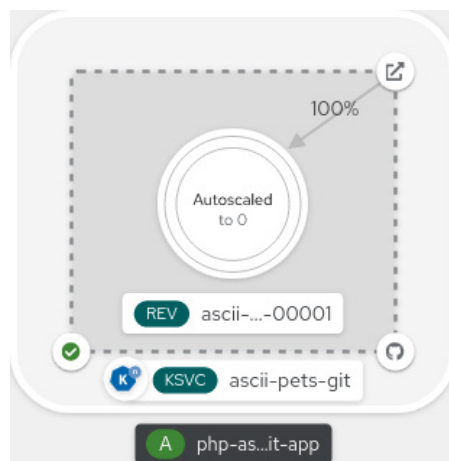 100%
Autoscaled
to 0
REV ascii-...-00001
K n KSVC ascii-pets-git
A php-as...it-app